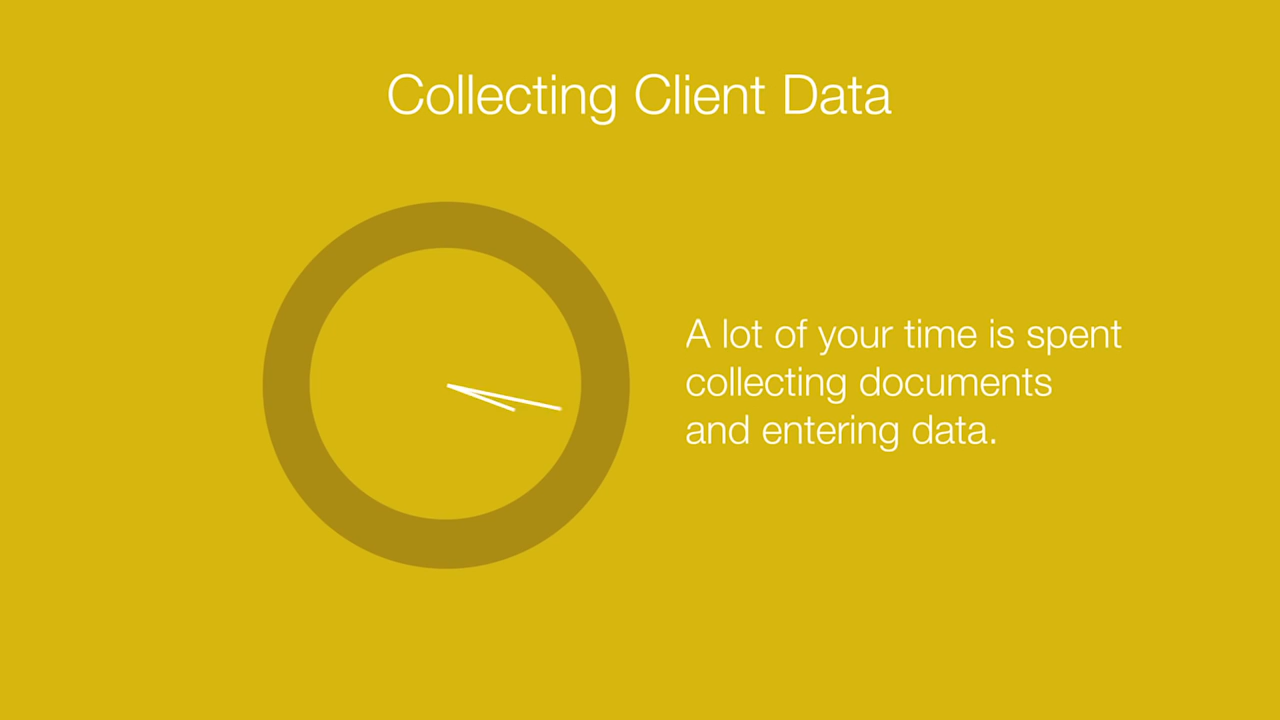 Collecting Client Data
A lot of your time is spent
collecting documents
and entering data.